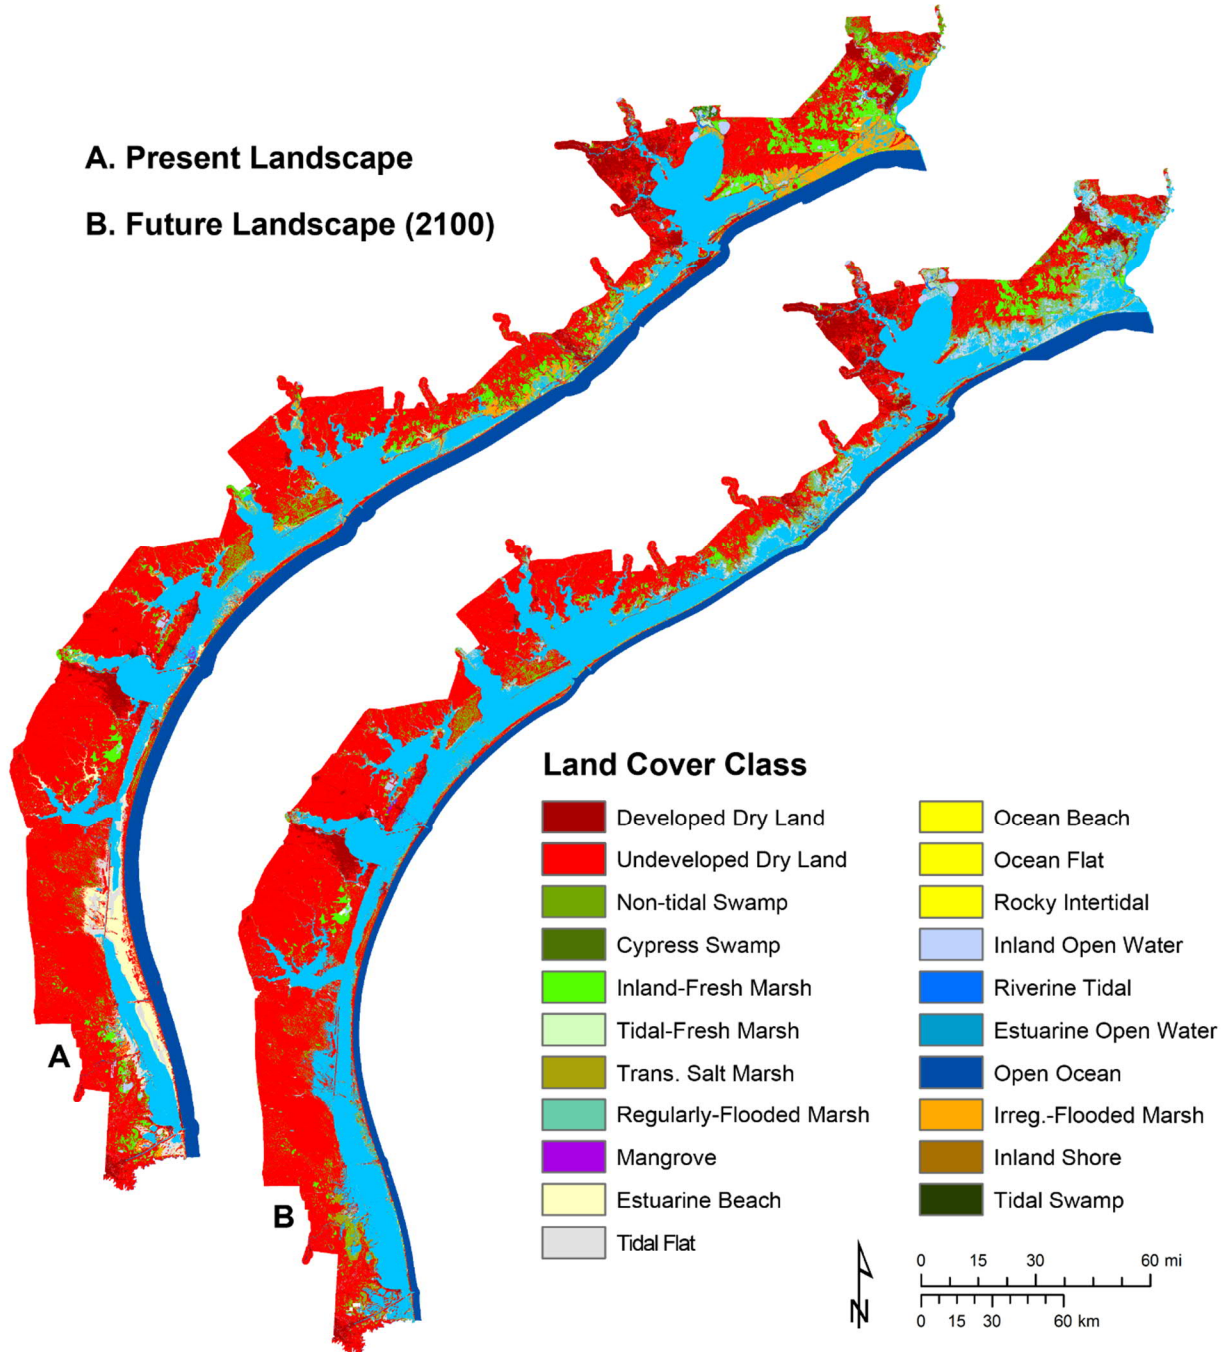 A. Present Landscape
B. Future Landscape (2100)
A
B
Land Cover Class
Developed Dry Land
Undeveloped Dry Land
Non-tidal Swamp
Cypress Swamp
Inland-Fresh Marsh
Tidal-Fresh Marsh
Trans. Salt Marsh
Regularly-Flooded Marsh
Mangrove
Estuarine Beach
Tidal Flat
Ocean Beach
Ocean Flat
Rocky Intertidal
Inland Open Water
Riverine Tidal
Estuarine Open Water
Open Ocean
Irreg.-Flooded Marsh
Inland Shore
Tidal Swamp
N
0 15 30 60 mi
0 15 30 60 km